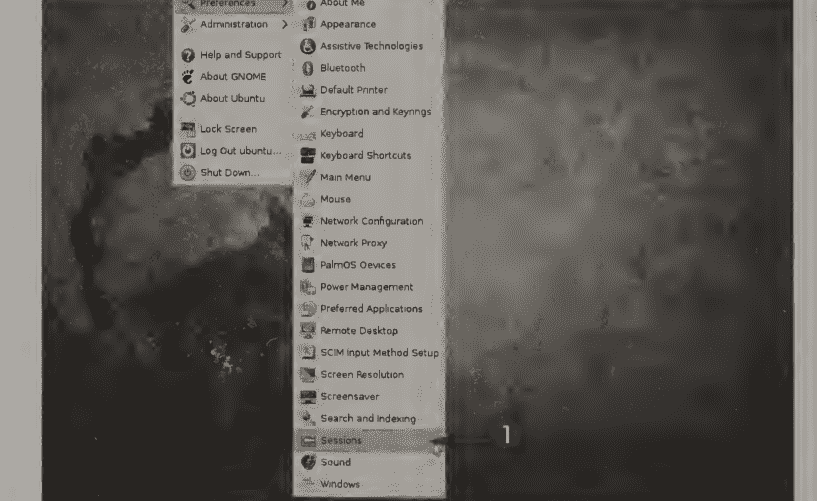 Preferences
Administration
Help and Support
About GNOME
About Ubuntu
Lock Screen
Log Out ubuntu...
Shut Down...
About Me
Appearance
Assistive Technologies
Bluetooth
Default Printer
Encryption and Keyrings
Keyboard
Keyboard Shortcuts
Main Menu
Mouse
Network Configuration
Network Proxy
PalmOS Devices
Power Management
Preferred Applications
Remote Desktop
SCIM Input Method Setup
Screen Resolution
Screensaver
Search and Indexing
Sessions
1
Sound
Windows